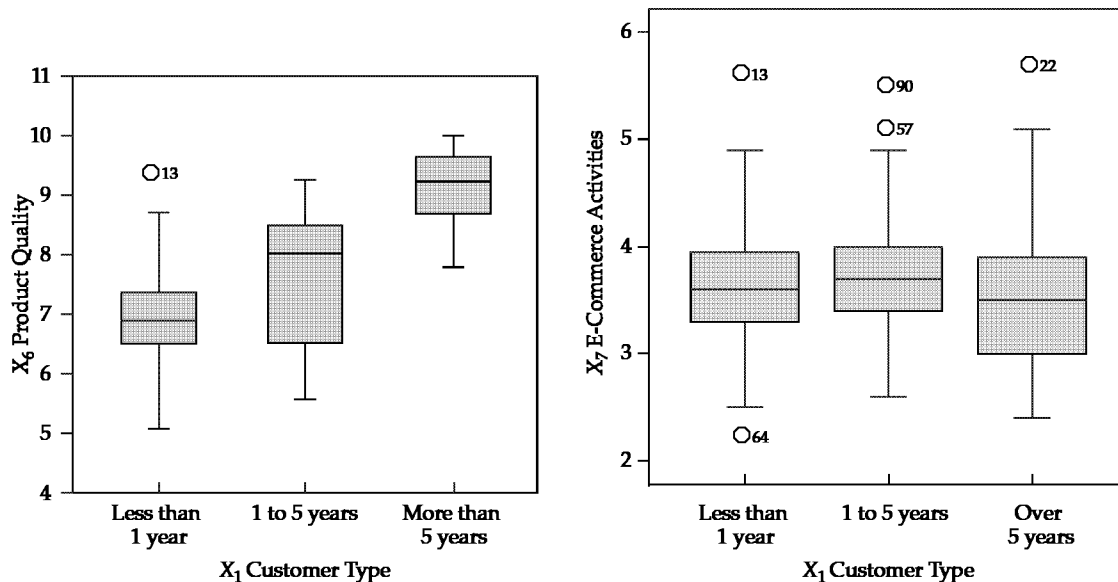 11
10
9
8
7
6
5
4
X6 Product Quality
13
Less than
1 year
1 to 5 years
More than
5 years
X1 Customer Type
6
5
4
3
2
X7 E-Commerce Activities
13
64
90
57
22
Less than
1 year
1 to 5 years
Over
5 years
X1 Customer Type